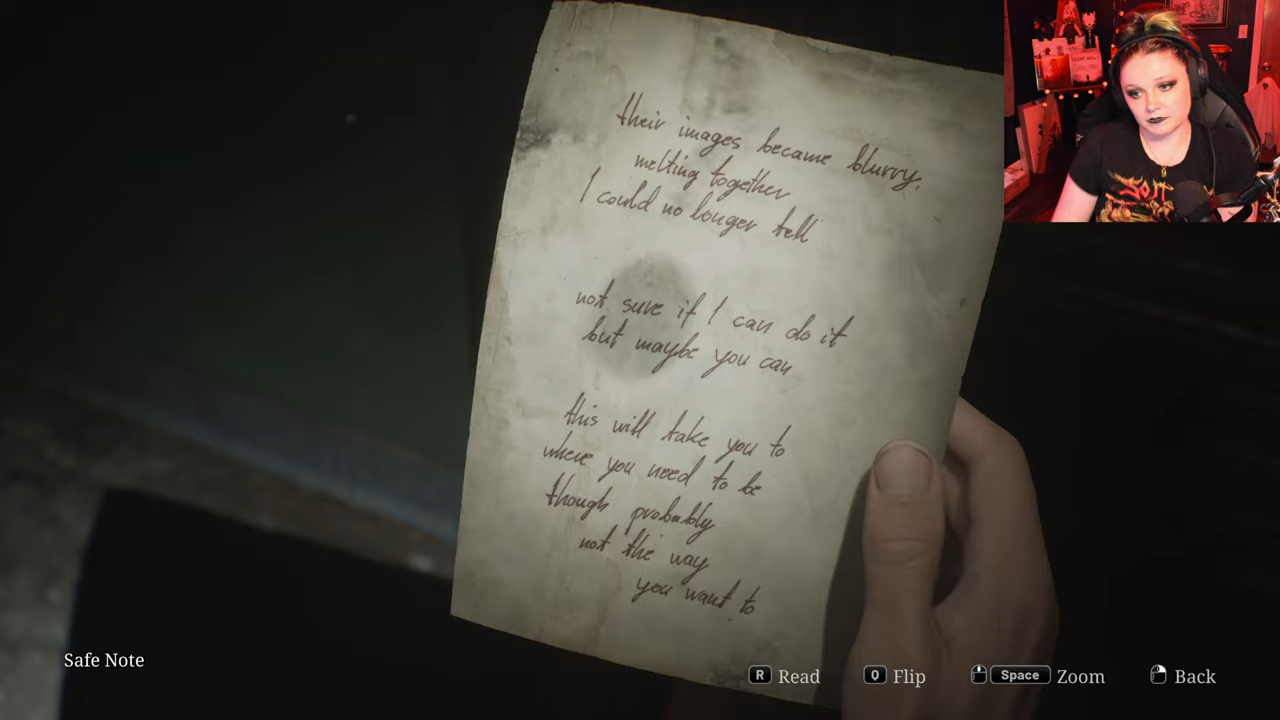 their images became blurry.
melting together
I could no longer tell
not sure if I can do it
but maybe you can
this will take you to
where you need to be
though probably
not the way
you want to
Safe Note
R Read
Q Flip
Space Zoom
Back